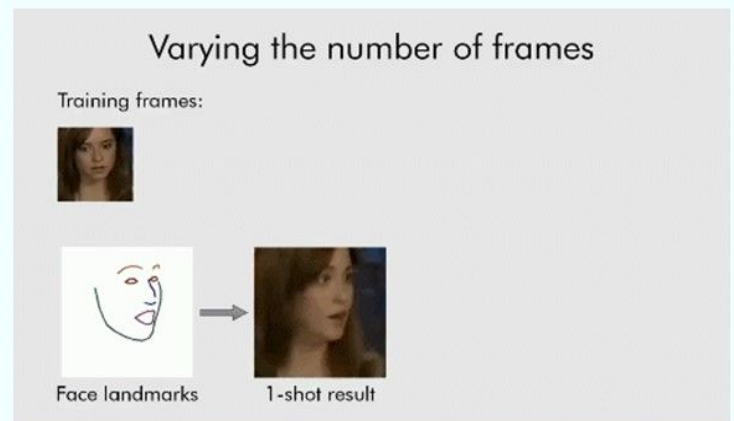 Varying the number of frames
Training frames:
Face landmarks
1-shot result